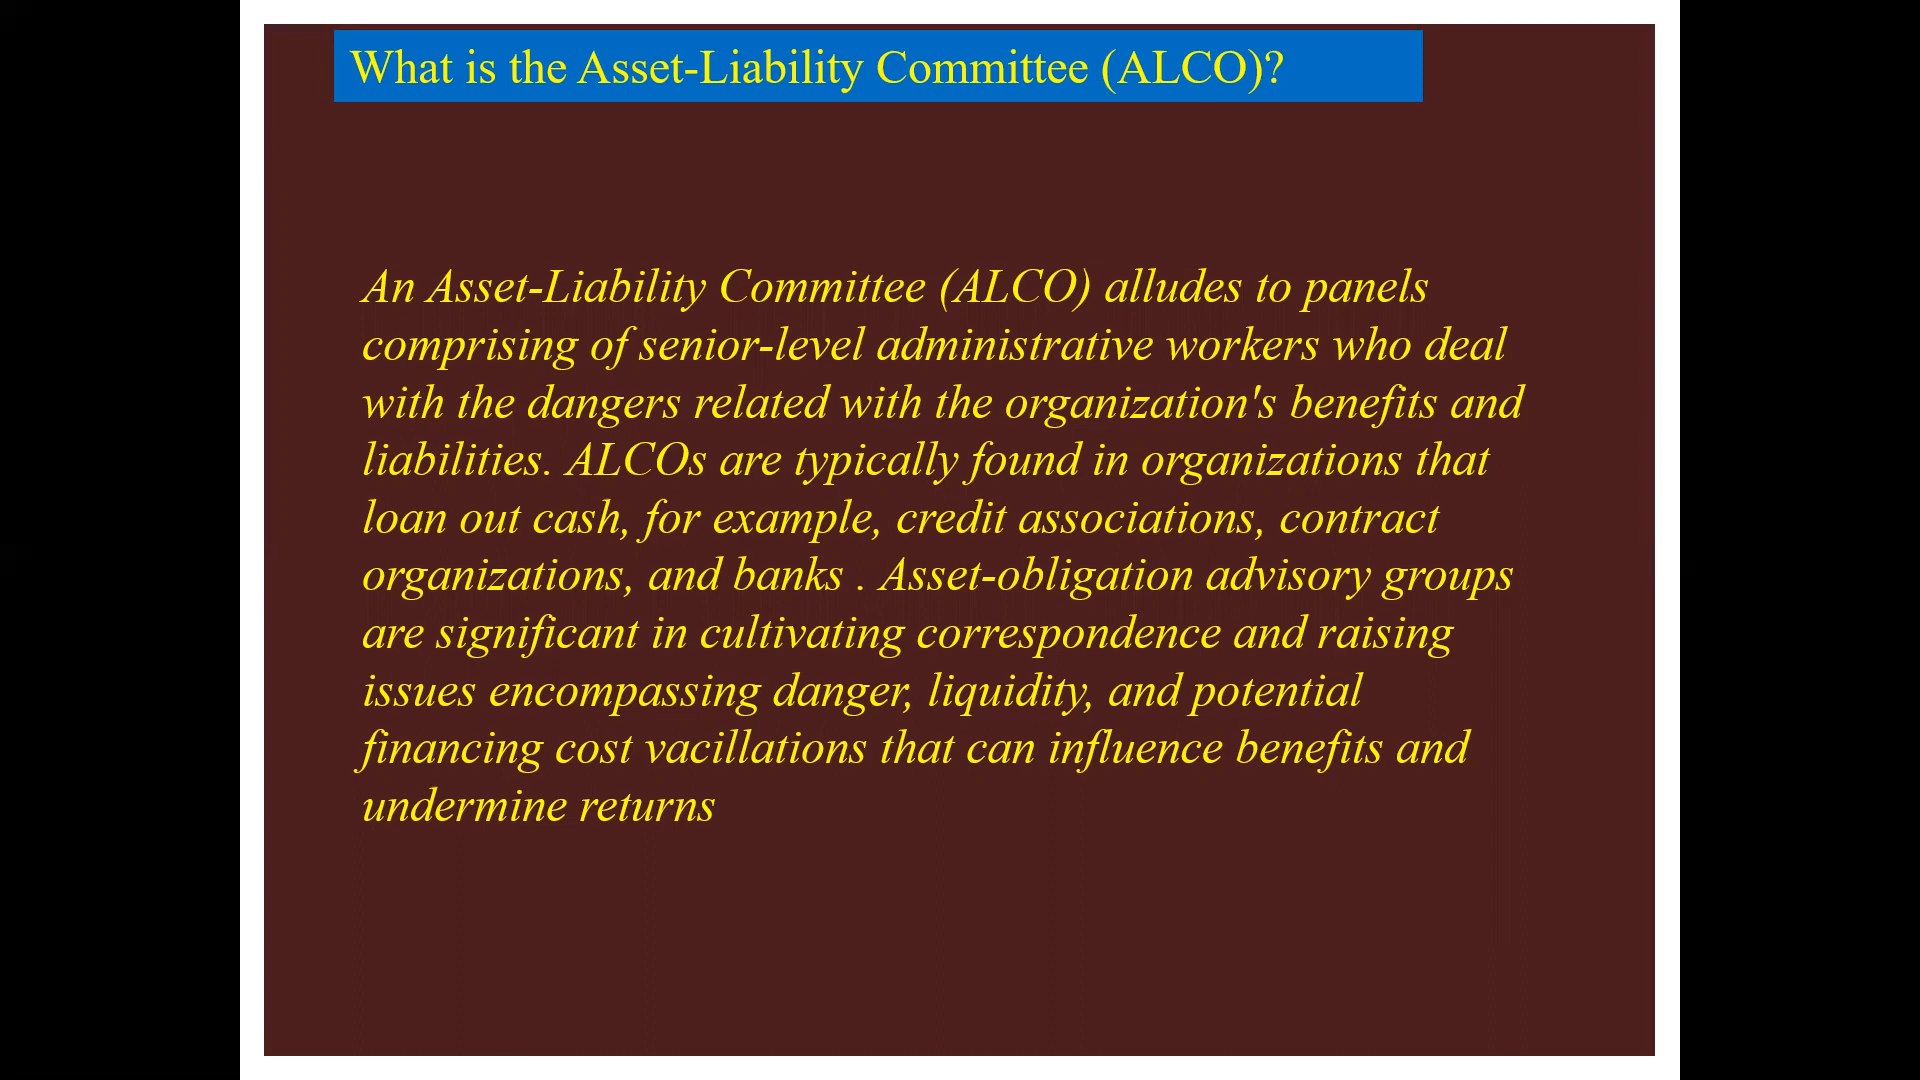 What is the Asset-Liability Committee (ALCO)?
An Asset-Liability Committee (ALCO) alludes to panels
comprising of senior-level administrative workers who deal
with the dangers related with the organization's benefits and
liabilities. ALCOs are typically found in organizations that
loan out cash, for example, credit associations, contract
organizations, and banks . Asset-obligation advisory groups
are significant in cultivating correspondence and raising
issues encompassing danger, liquidity, and potential
financing cost vacillations that can influence benefits and
undermine returns